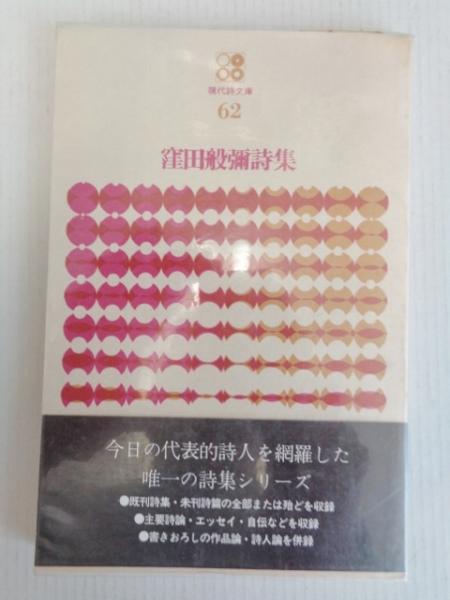 現代詩文庫
62
窪田般彌詩集
今日の代表的詩人を網羅した
唯一の詩集シリーズ
●既刊詩集・未刊詩篇の全部または殆どを収録
●主要詩論・エッセイ・自伝などを収録
●書きおろしの作品論・詩人論を併録